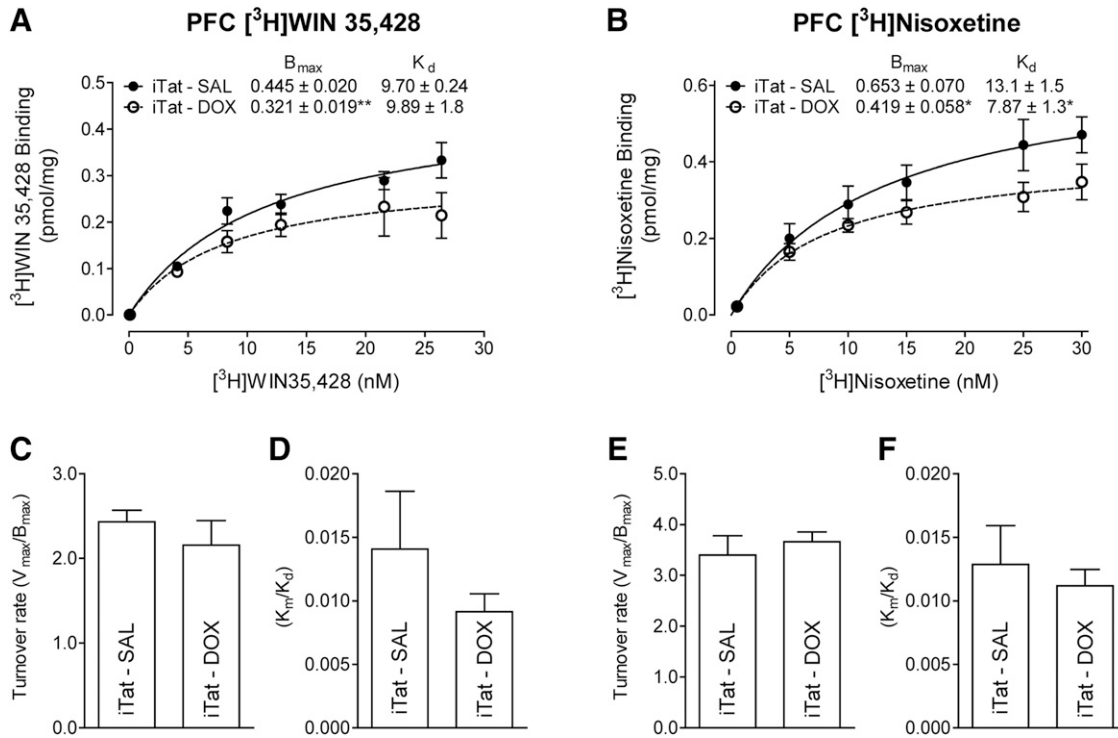 A PFC [³H]WIN 35,428
Bmax Kd
iTat - SAL 0.445 ± 0.020 9.70 ± 0.24
iTat - DOX 0.321 ± 0.019** 9.89 ± 1.8
[³H]WIN 35,428 Binding
(pmol/mg)
0.5
0.4
0.3
0.2
0.1
0.0
0 5 10 15 20 25 30
[³H]WIN35,428 (nM)
B PFC [³H]Nisoxetine
Bmax Kd
iTat - SAL 0.653 ± 0.070 13.1 ± 1.5
iTat - DOX 0.419 ± 0.058* 7.87 ± 1.3*
[³H]Nisoxetine Binding
(pmol/mg)
0.6
0.4
0.2
0.0
0 5 10 15 20 25 30
[³H]Nisoxetine (nM)
C
Turnover rate (Vmax/Bmax)
3.0
2.0
1.0
0.0
iTat - SAL
iTat - DOX
D
(Km/Kd)
0.020
0.015
0.010
0.005
0.000
iTat - SAL
iTat - DOX
E
Turnover rate (Vmax/Bmax)
5.0
4.0
3.0
2.0
1.0
0.0
iTat - SAL
iTat - DOX
F
(Km/Kd)
0.020
0.015
0.010
0.005
0.000
iTat - SAL
iTat - DOX